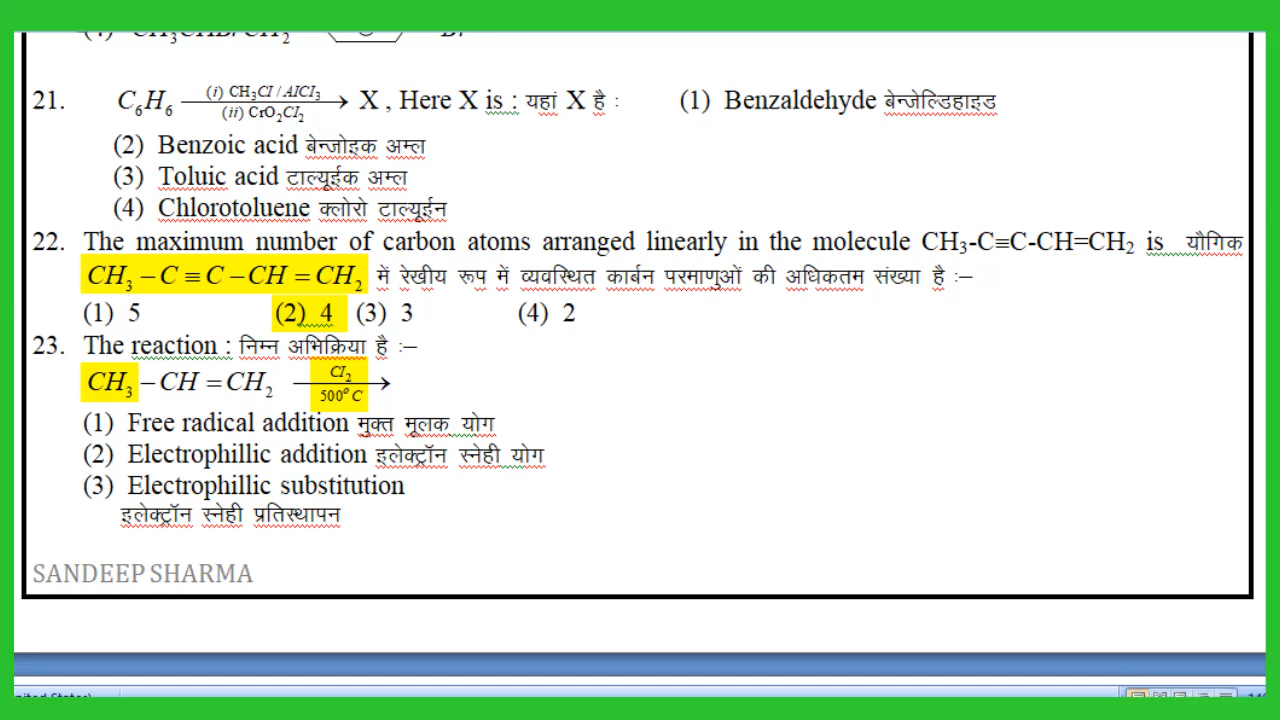 21. C₆H₆ (i) CH₃Cl / AlCl₃ (ii) CrO₂Cl₂ → X , Here X is : यहां X है : (1) Benzaldehyde बेन्जेल्डिहाइड
(2) Benzoic acid बेन्जोइक अम्ल
(3) Toluic acid टाल्यूईक अम्ल
(4) Chlorotoluene क्लोरो टाल्यूईन
22. The maximum number of carbon atoms arranged linearly in the molecule CH₃-C≡C-CH=CH₂ is यौगिक
CH₃ – C ≡ C – CH = CH₂ में रेखीय रूप में व्यवस्थित कार्बन परमाणुओं की अधिकतम संख्या है :–
(1) 5 (2) 4 (3) 3 (4) 2
23. The reaction : निम्न अभिक्रिया है :–
CH₃ – CH = CH₂ Cl₂ 500°C →
(1) Free radical addition मुक्त मूलक योग
(2) Electrophillic addition इलेक्ट्रॉन स्नेही योग
(3) Electrophillic substitution
इलेक्ट्रॉन स्नेही प्रतिस्थापन
SANDEEP SHARMA